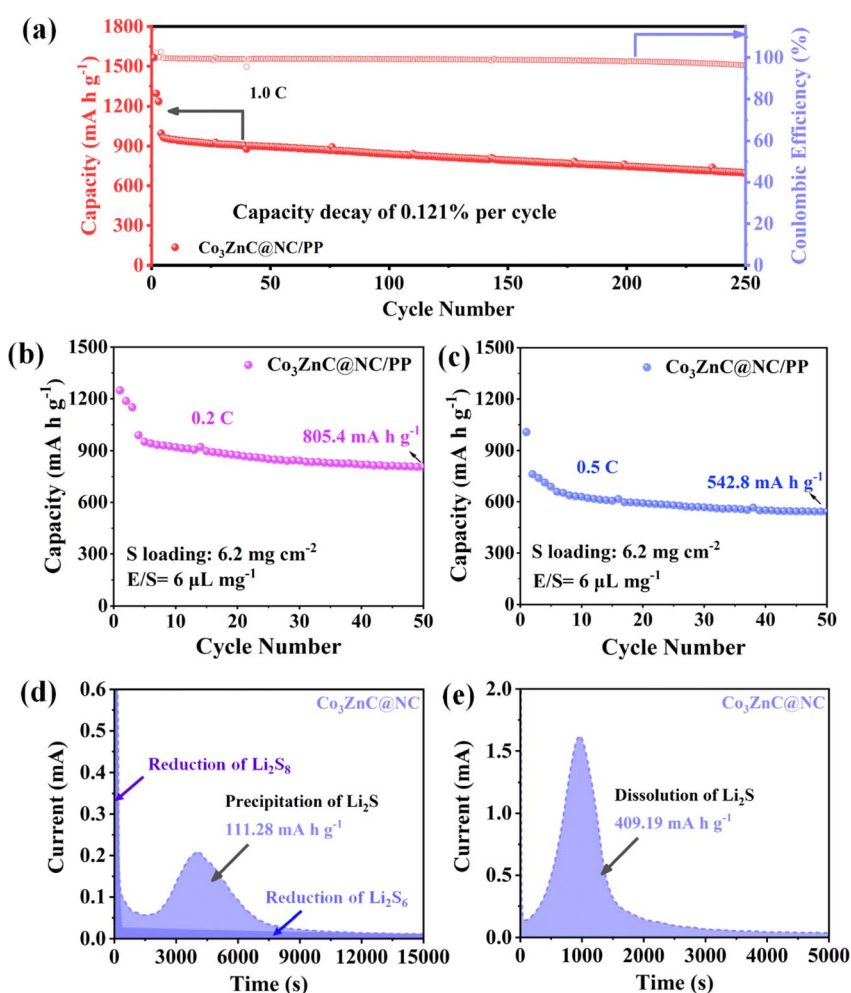 (a)
1800
1500
1200
900
600
300
0
Capacity (mA h g⁻¹)
1.0 C
Capacity decay of 0.121% per cycle
Co₃ZnC@NC/PP
100
80
60
40
20
0
Coulombic Efficiency (%)
0 50 100 150 200 250
Cycle Number
(b)
1500
1200
900
600
300
0
Capacity (mA h g⁻¹)
Co₃ZnC@NC/PP
0.2 C
805.4 mA h g⁻¹
S loading: 6.2 mg cm⁻²
E/S= 6 μL mg⁻¹
0 10 20 30 40 50
Cycle Number
(c)
1500
1200
900
600
300
0
Capacity (mA h g⁻¹)
Co₃ZnC@NC/PP
0.5 C
542.8 mA h g⁻¹
S loading: 6.2 mg cm⁻²
E/S= 6 μL mg⁻¹
0 10 20 30 40 50
Cycle Number
(d)
0.6
0.5
0.4
0.3
0.2
0.1
0.0
Current (mA)
Co₃ZnC@NC
Reduction of Li₂S₈
Precipitation of Li₂S
111.28 mA h g⁻¹
Reduction of Li₂S₆
0 3000 6000 9000 12000 15000
Time (s)
(e)
2.0
1.5
1.0
0.5
0.0
Current (mA)
Co₃ZnC@NC
Dissolution of Li₂S
409.19 mA h g⁻¹
0 1000 2000 3000 4000 5000
Time (s)